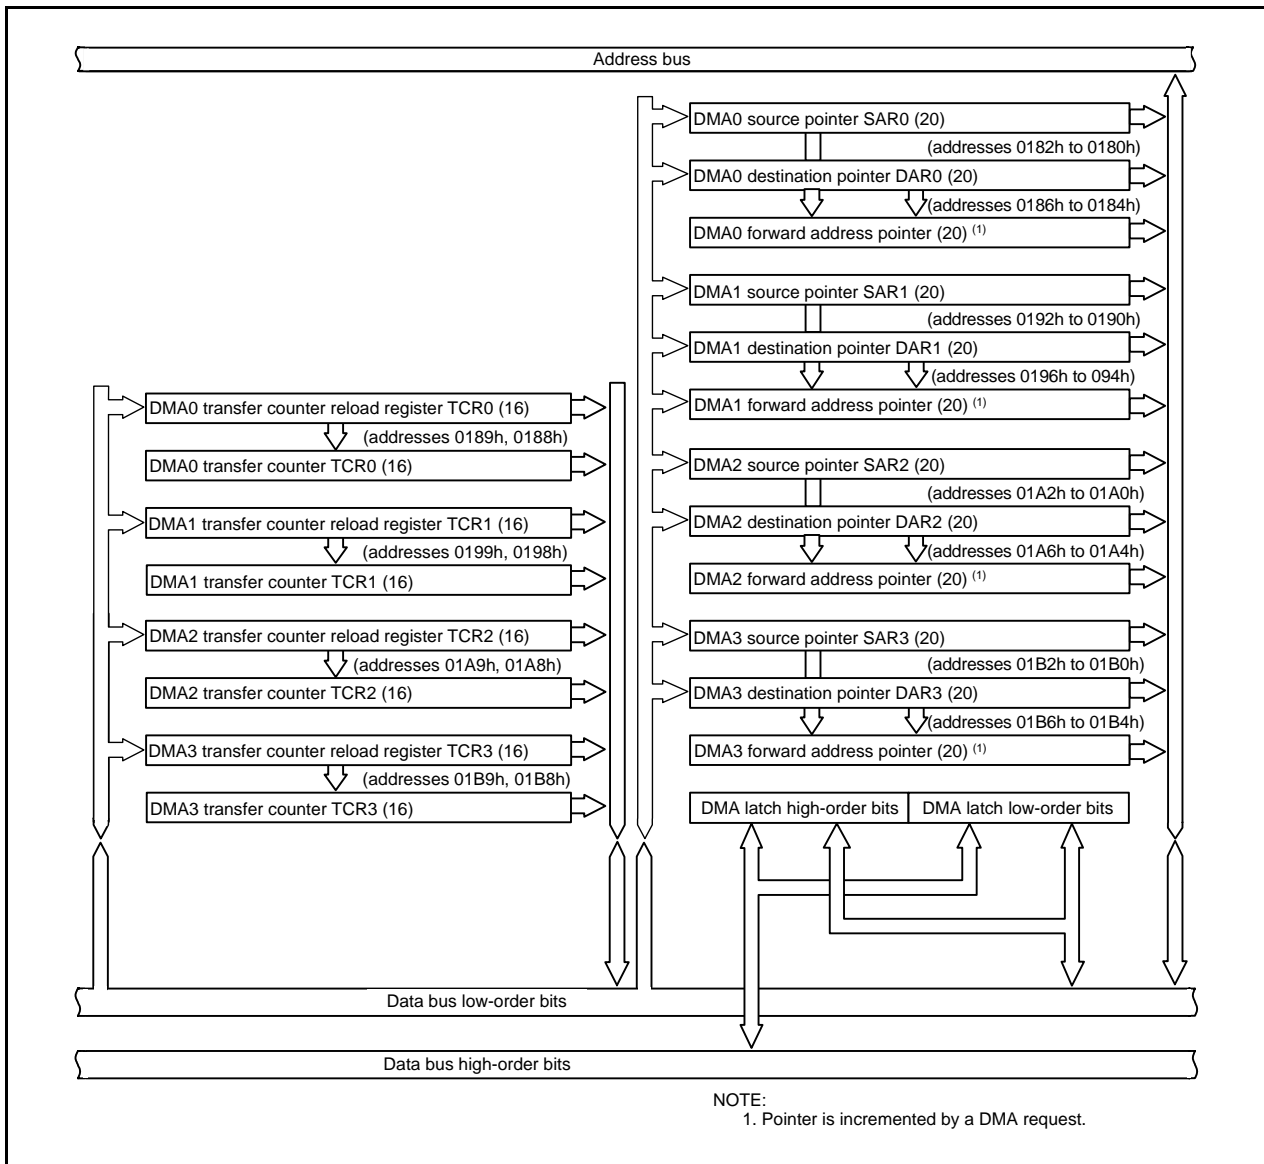 Address bus
DMA0 source pointer SAR0 (20)
(addresses 0182h to 0180h)
DMA0 destination pointer DAR0 (20)
(addresses 0186h to 0184h)
DMA0 forward address pointer (20) (1)
DMA1 source pointer SAR1 (20)
(addresses 0192h to 0190h)
DMA1 destination pointer DAR1 (20)
(addresses 0196h to 094h)
DMA1 forward address pointer (20) (1)
DMA2 source pointer SAR2 (20)
(addresses 01A2h to 01A0h)
DMA2 destination pointer DAR2 (20)
(addresses 01A6h to 01A4h)
DMA2 forward address pointer (20) (1)
DMA3 source pointer SAR3 (20)
(addresses 01B2h to 01B0h)
DMA3 destination pointer DAR3 (20)
(addresses 01B6h to 01B4h)
DMA3 forward address pointer (20) (1)
DMA0 transfer counter reload register TCR0 (16)
(addresses 0189h, 0188h)
DMA0 transfer counter TCR0 (16)
DMA1 transfer counter reload register TCR1 (16)
(addresses 0199h, 0198h)
DMA1 transfer counter TCR1 (16)
DMA2 transfer counter reload register TCR2 (16)
(addresses 01A9h, 01A8h)
DMA2 transfer counter TCR2 (16)
DMA3 transfer counter reload register TCR3 (16)
(addresses 01B9h, 01B8h)
DMA3 transfer counter TCR3 (16)
DMA latch high-order bits
DMA latch low-order bits
Data bus low-order bits
Data bus high-order bits
NOTE:
1. Pointer is incremented by a DMA request.